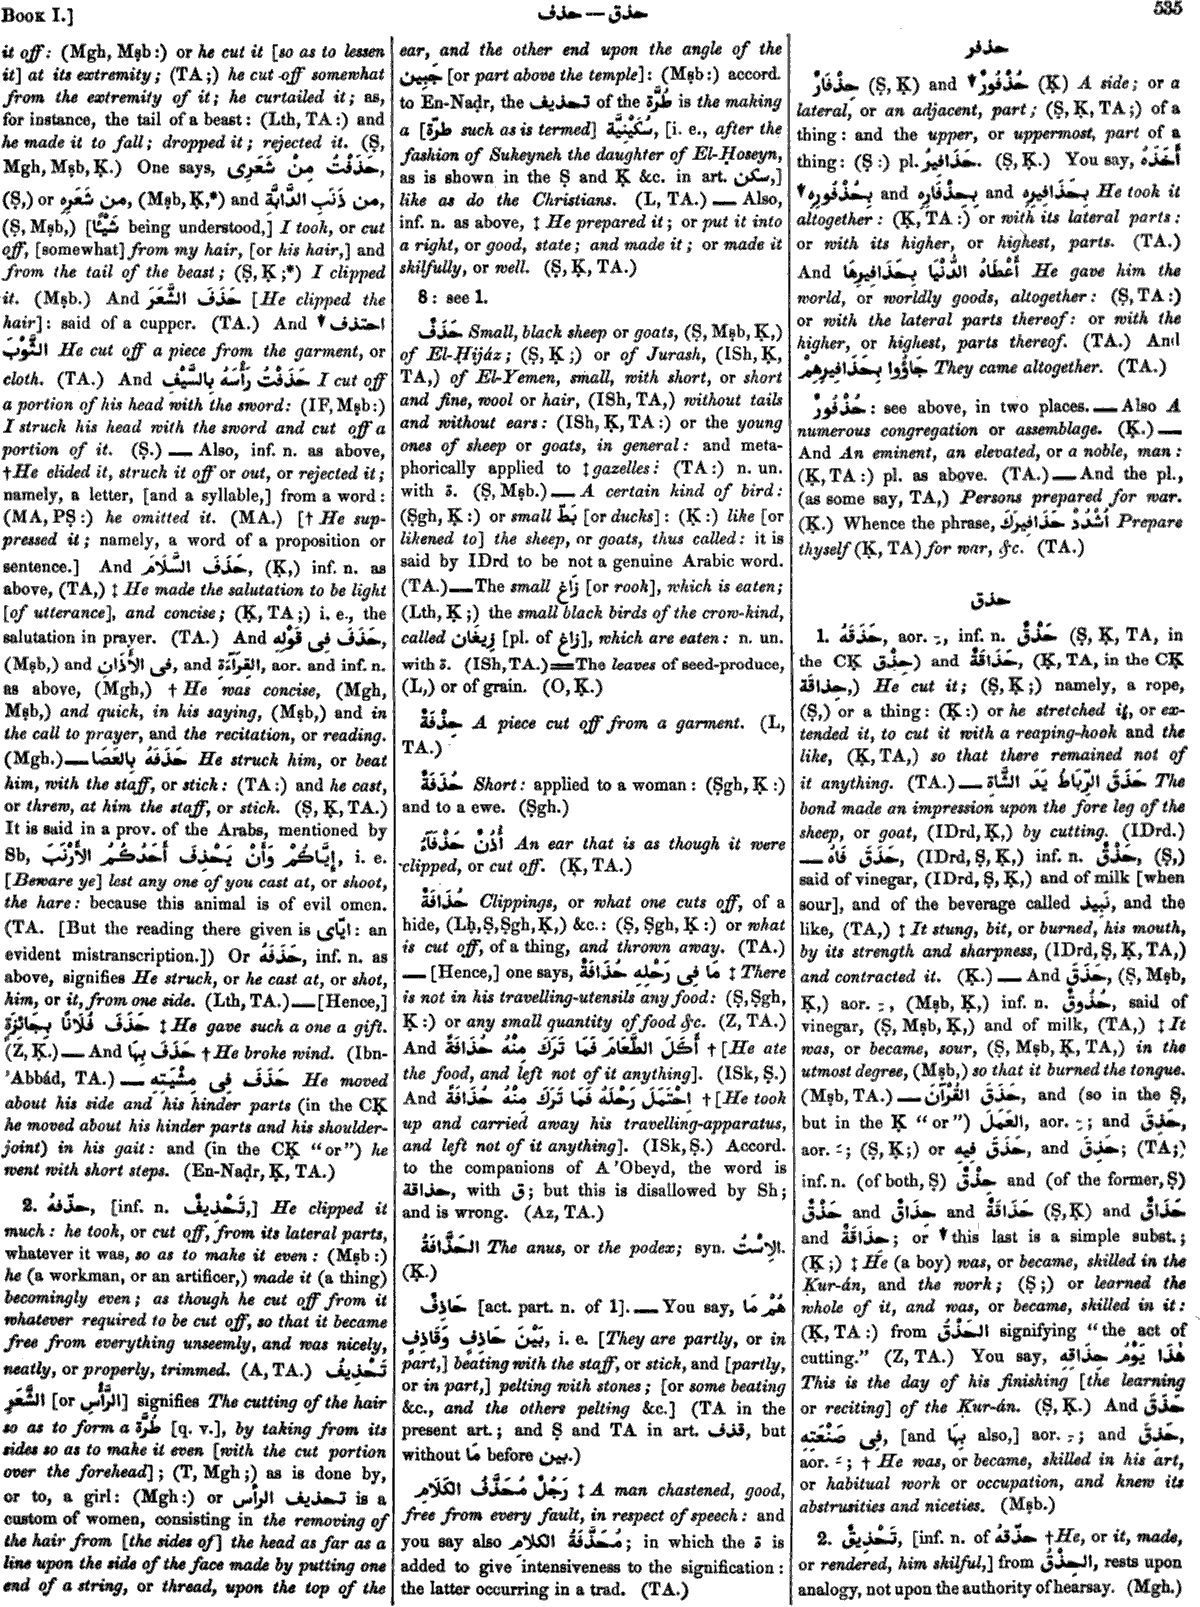 BOOK I.]
حذف — حذق
535
it off: (Mgh, Mṣb:) or he cut it [so as to lessen
it] at its extremity; (TA;) he cut off somewhat
from the extremity of it; he curtailed it; as,
for instance, the tail of a beast: (Lth, TA:) and
he made it to fall; dropped it; rejected it. (Ṣ,
Mgh, Mṣb, Ḳ.) One says, حَذَفْتُ مِنْ شَعَرِى,
(Ṣ,) or من شَعَرِهِ, (Mṣb, Ḳ,*) and من ذَنَبِ الدَّابَّةِ,
(Ṣ, Mṣb,) [شَيْئًا being understood,] I took, or cut
off, [somewhat] from my hair, [or his hair,] and
from the tail of the beast; (Ṣ, Ḳ;*) I clipped
it. (Mṣb.) And حَذَفَ الشَّعَرَ [He clipped the
hair]: said of a cupper. (TA.) And ▼ احتذف
الثَّوْبَ He cut off a piece from the garment, or
cloth. (TA.) And حَذَفْتُ رَأْسَهُ بِالسَّيْفِ I cut off
a portion of his head with the sword: (IF, Mṣb:)
I struck his head with the sword and cut off a
portion of it. (Ṣ.) — Also, inf. n. as above,
†He elided it, struck it off or out, or rejected it;
namely, a letter, [and a syllable,] from a word:
(MA, PṢ:) he omitted it. (MA.) [† He sup-
pressed it; namely, a word of a proposition or
sentence.] And حَذَفَ السَّلَامَ, (Ḳ,) inf. n. as
above, (TA,) ‡ He made the salutation to be light
[of utterance], and concise; (Ḳ, TA;) i. e., the
salutation in prayer. (TA.) And حَذَفَ فِى قَوْلِهِ,
(Mṣb,) and فى الأَذَانِ, and القِرَآءَةِ, aor. and inf. n.
as above, (Mgh,) † He was concise, (Mgh,
Mṣb,) and quick, in his saying, (Mṣb,) and in
the call to prayer, and the recitation, or reading.
(Mgh.) — حَذَفَهُ بِالعَصَا He struck him, or beat
him, with the staff, or stick: (TA:) and he cast,
or threw, at him the staff, or stick. (Ṣ, Ḳ, TA.)
It is said in a prov. of the Arabs, mentioned by
Sb, إِيَّاكُمْ وَأَنْ يَحْذِفَ أَحَدُكُمُ الأَرْنَبَ, i. e.
[Beware ye] lest any one of you cast at, or shoot,
the hare: because this animal is of evil omen.
(TA. [But the reading there given is ايّاى: an
evident mistranscription.]) Or حَذَفَهُ, inf. n. as
above, signifies He struck, or he cast at, or shot,
him, or it, from one side. (Lth, TA.) — [Hence,]
حَذَفَ فُلَانًا بِجَائِزَةٍ ‡ He gave such a one a gift.
(Z, Ḳ.) — And حَذَفَ بِهَا † He broke wind. (Ibn-
'Abbád, TA.) — حَذَفَ فِى مِشْيَتِهِ He moved
about his side and his hinder parts (in the CḲ
he moved about his hinder parts and his shoulder-
joint) in his gait: and (in the CḲ “or”) he
went with short steps. (En-Naḍr, Ḳ, TA.)
2. حذّفهُ, [inf. n. تَحْذِيفٌ,] He clipped it
much: he took, or cut off, from its lateral parts,
whatever it was, so as to make it even: (Mṣb:)
he (a workman, or an artificer,) made it (a thing)
becomingly even; as though he cut off from it
whatever required to be cut off, so that it became
free from everything unseemly, and was nicely,
neatly, or properly, trimmed. (A, TA.) تَحْذِيفُ
الشَّعَرِ [or الرَّأْسِ] signifies The cutting of the hair
so as to form a طُرَّة [q. v.], by taking from its
sides so as to make it even [with the cut portion
over the forehead]; (T, Mgh;) as is done by,
or to, a girl: (Mgh:) or تحذيف الرأس is a
custom of women, consisting in the removing of
the hair from [the sides of] the head as far as a
line upon the side of the face made by putting one
end of a string, or thread, upon the top of the
ear, and the other end upon the angle of the
جَبِين [or part above the temple]: (Mṣb:) accord.
to En-Naḍr, the تحذيف of the طُرَّة is the making
a [طرّة such as is termed] سُكَيْنِيَّة, [i. e., after the
fashion of Sukeyneh the daughter of El-Ḥoseyn,
as is shown in the Ṣ and Ḳ &c. in art. سكن,]
like as do the Christians. (L, TA.) — Also,
inf. n. as above, ‡ He prepared it; or put it into
a right, or good, state; and made it; or made it
skilfully, or well. (Ṣ, Ḳ, TA.)
8: see 1.
حَذَفٌ Small, black sheep or goats, (Ṣ, Mṣb, Ḳ,)
of El-Ḥijáz; (Ṣ, Ḳ;) or of Jurash, (ISh, Ḳ,
TA,) of El-Yemen, small, with short, or short
and fine, wool or hair, (ISh, TA,) without tails
and without ears: (ISh, Ḳ, TA:) or the young
ones of sheep or goats, in general: and meta-
phorically applied to ‡ gazelles: (TA:) n. un.
with ة. (Ṣ, Mṣb.) — A certain kind of bird:
(Ṣgh, Ḳ:) or small بَطّ [or ducks]: (Ḳ:) like [or
likened to] the sheep, or goats, thus called: it is
said by IDrd to be not a genuine Arabic word.
(TA.) — The small زَاغ [or rook], which is eaten;
(Lth, Ḳ;) the small black birds of the crow-kind,
called زِيغَان [pl. of زاغ], which are eaten: n. un.
with ة. (ISh, TA.) = The leaves of seed-produce,
(L,) or of grain. (O, Ḳ.)
حِذْفَةٌ A piece cut off from a garment. (L,
TA.)
حُذَفَةٌ Short: applied to a woman: (Ṣgh, Ḳ:)
and to a ewe. (Ṣgh.)
أُذُنٌ حَذْفَآءُ An ear that is as though it were
clipped, or cut off. (Ḳ, TA.)
حُذَافَةٌ Clippings, or what one cuts off, of a
hide, (Lḥ, Ṣ, Ṣgh, Ḳ,) &c.: (Ṣ, Ṣgh, Ḳ:) or what
is cut off, of a thing, and thrown away. (TA.)
— [Hence,] one says, مَا فِى رَحْلِهِ حُذَافَةٌ ‡ There
is not in his travelling-utensils any food: (Ṣ, Ṣgh,
Ḳ:) or any small quantity of food &c. (Z, TA.)
And أَكَلَ الطَّعَامَ فَمَا تَرَكَ مِنْهُ حُذَافَةً † [He ate
the food, and left not of it anything]. (ISk, Ṣ.)
And اِحْتَمَلَ رَحْلَهُ فَمَا تَرَكَ مِنْهُ حُذَافَةً † [He took
up and carried away his travelling-apparatus,
and left not of it anything]. (ISk, Ṣ.) Accord.
to the companions of A 'Obeyd, the word is
حذاقة, with ق; but this is disallowed by Sh;
and is wrong. (Az, TA.)
الحَذَّافَةُ The anus, or the podex; syn. الاِسْتُ.
(Ḳ.)
حَاذِفٌ [act. part. n. of 1]. — You say, هُمْ مَا
بَيْنَ حَاذِفٍ وَقَاذِفٍ, i. e. [They are partly, or in
part,] beating with the staff, or stick, and [partly,
or in part,] pelting with stones; [or some beating
&c., and the others pelting &c.] (TA in the
present art.; and Ṣ and TA in art. قذف, but
without مَا before بين.)
رَجُلٌ مُحَذَّفُ الكَلَامِ ‡ A man chastened, good,
free from every fault, in respect of speech: and
you say also مُحَذَّفَةُ الكلام; in which the ة is
added to give intensiveness to the signification:
the latter occurring in a trad. (TA.)
حذفر
حِذْفَارٌ (Ṣ, Ḳ) and ▼ حُذْفُورٌ (Ḳ) A side; or a
lateral, or an adjacent, part; (Ṣ, Ḳ, TA;) of a
thing: and the upper, or uppermost, part of a
thing: (Ṣ:) pl. حَذَافِيرُ. (Ṣ, Ḳ.) You say, أَخَذَهُ
بِحَذَافِيرِهِ and بِحِذْفَارِهِ and ▼ بِحُذْفُورِهِ He took it
altogether: (Ḳ, TA:) or with its lateral parts:
or with its higher, or highest, parts. (TA.)
And أَعْطَاهُ الدُّنْيَا بِحَذَافِيرِهَا He gave him the
world, or worldly goods, altogether: (Ṣ, TA:)
or with the lateral parts thereof: or with the
higher, or highest, parts thereof. (TA.) And
جَاؤُوا بِحَذَافِيرِهِمْ They came altogether. (TA.)
حُذْفُورٌ: see above, in two places. — Also A
numerous congregation or assemblage. (Ḳ.) —
And An eminent, an elevated, or a noble, man:
(Ḳ, TA:) pl. as above. (TA.) — And the pl.,
(as some say, TA,) Persons prepared for war.
(Ḳ.) Whence the phrase, اُشْدُدْ حَذَافِيرَكَ Prepare
thyself (Ḳ, TA) for war, &c. (TA.)
حذق
1. حَذَقَهُ, aor. ـِ, inf. n. حَذْقٌ (Ṣ, Ḳ, TA, in
the CḲ حِذْق) and حَذَاقَةٌ, (Ḳ, TA, in the CḲ
حِذاقة,) He cut it; (Ṣ, Ḳ;) namely, a rope,
(Ṣ,) or a thing: (Ḳ:) or he stretched it, or ex-
tended it, to cut it with a reaping-hook and the
like, (Ḳ, TA,) so that there remained not of
it anything. (TA.) — حَذَقَ الرِّبَاطُ يَدَ الشَّاةِ The
bond made an impression upon the fore leg of the
sheep, or goat, (IDrd, Ḳ,) by cutting. (IDrd.)
— حَذَقَ فَاهُ, (IDrd, Ṣ, Ḳ,) inf. n. حَذْقٌ, (Ṣ,)
said of vinegar, (IDrd, Ṣ, Ḳ,) and of milk [when
sour], and of the beverage called نَبِيذ, and the
like, (TA,) ‡ It stung, bit, or burned, his mouth,
by its strength and sharpness, (IDrd, Ṣ, Ḳ, TA,)
and contracted it. (Ḳ.) — And حَذَقَ, (Ṣ, Mṣb,
Ḳ,) aor. ـِ, (Mṣb, Ḳ,) inf. n. حُذُوقٌ, said of
vinegar, (Ṣ, Mṣb, Ḳ,) and of milk, (TA,) ‡ It
was, or became, sour, (Ṣ, Mṣb, Ḳ, TA,) in the
utmost degree, (Mṣb,) so that it burned the tongue.
(Mṣb, TA.) — حَذَقَ القُرْآنَ, and (so in the Ṣ,
but in the Ḳ “or”) العَمَلَ, aor. ـِ; and حَذِقَ,
aor. ـَ; (Ṣ, Ḳ;) or حَذَقَ فِيهِ, and حَذِقَ; (TA;)
inf. n. (of both, Ṣ) حِذْقٌ and (of the former, Ṣ)
حَذْقٌ and حَذَاقٌ and حَذَاقَةٌ (Ṣ, Ḳ) and حِذَاقٌ
and حِذَاقَةٌ; or ▼ this last is a simple subst.;
(Ḳ;) ‡ He (a boy) was, or became, skilled in the
Ḳur-án, and the work; (Ṣ;) or learned the
whole of it, and was, or became, skilled in it:
(Ḳ, TA:) from الحَذْقُ signifying “the act of
cutting.” (Z, TA.) You say, هٰذَا يَوْمُ حِذَاقِهِ
This is the day of his finishing [the learning
or reciting] of the Ḳur-án. (Ṣ, Ḳ.) And حَذَقَ
فِى صَنْعَتِهِ, [and بِهَا also,] aor. ـِ; and حَذِقَ,
aor. ـَ; † He was, or became, skilled in his art,
or habitual work or occupation, and knew its
abstrusities and niceties. (Mṣb.)
2. تَحْذِيقٌ, [inf. n. of حذّقهُ †He, or it, made,
or rendered, him skilful,] from الحِذْقُ, rests upon
analogy, not upon the authority of hearsay. (Mgh.)